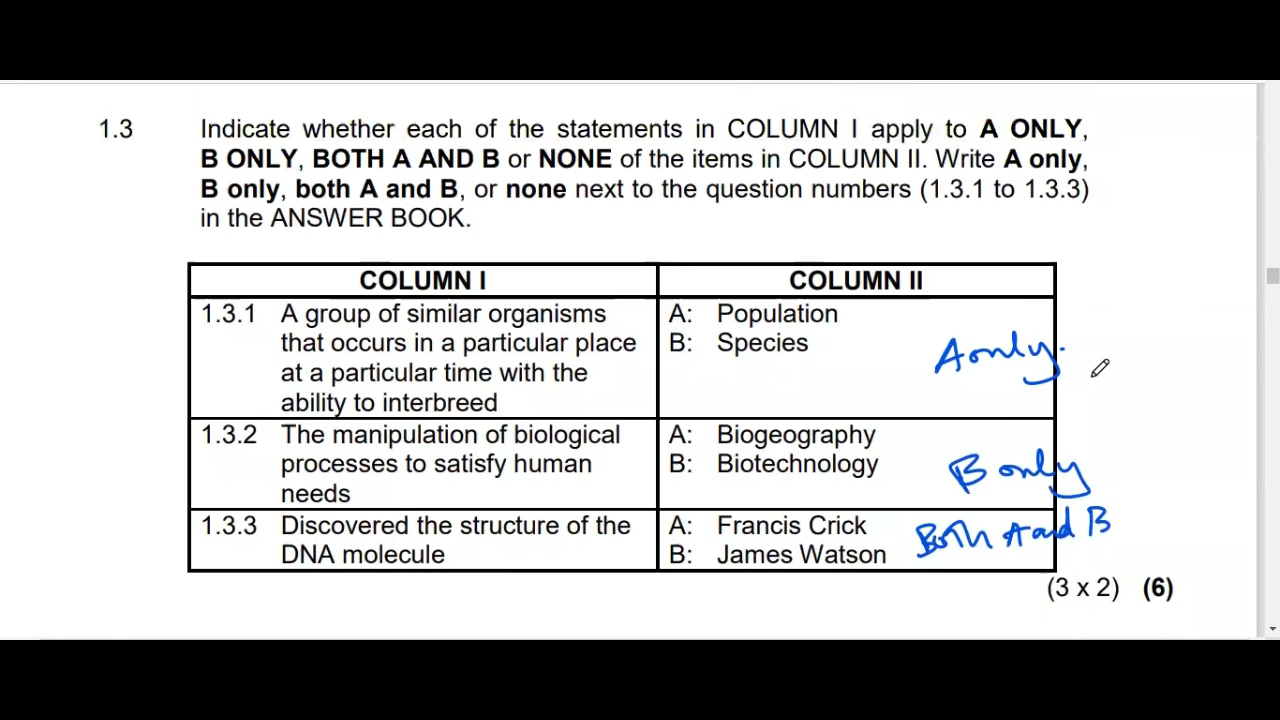 1.3 Indicate whether each of the statements in COLUMN I apply to A ONLY,
B ONLY, BOTH A AND B or NONE of the items in COLUMN II. Write A only,
B only, both A and B, or none next to the question numbers (1.3.1 to 1.3.3)
in the ANSWER BOOK.
COLUMN I COLUMN II
1.3.1 A group of similar organisms A: Population
that occurs in a particular place B: Species
A only.
at a particular time with the
ability to interbreed
1.3.2 The manipulation of biological A: Biogeography
processes to satisfy human B: Biotechnology B only
needs
1.3.3 Discovered the structure of the A: Francis Crick Both A and B
DNA molecule B: James Watson
(3 x 2) (6)